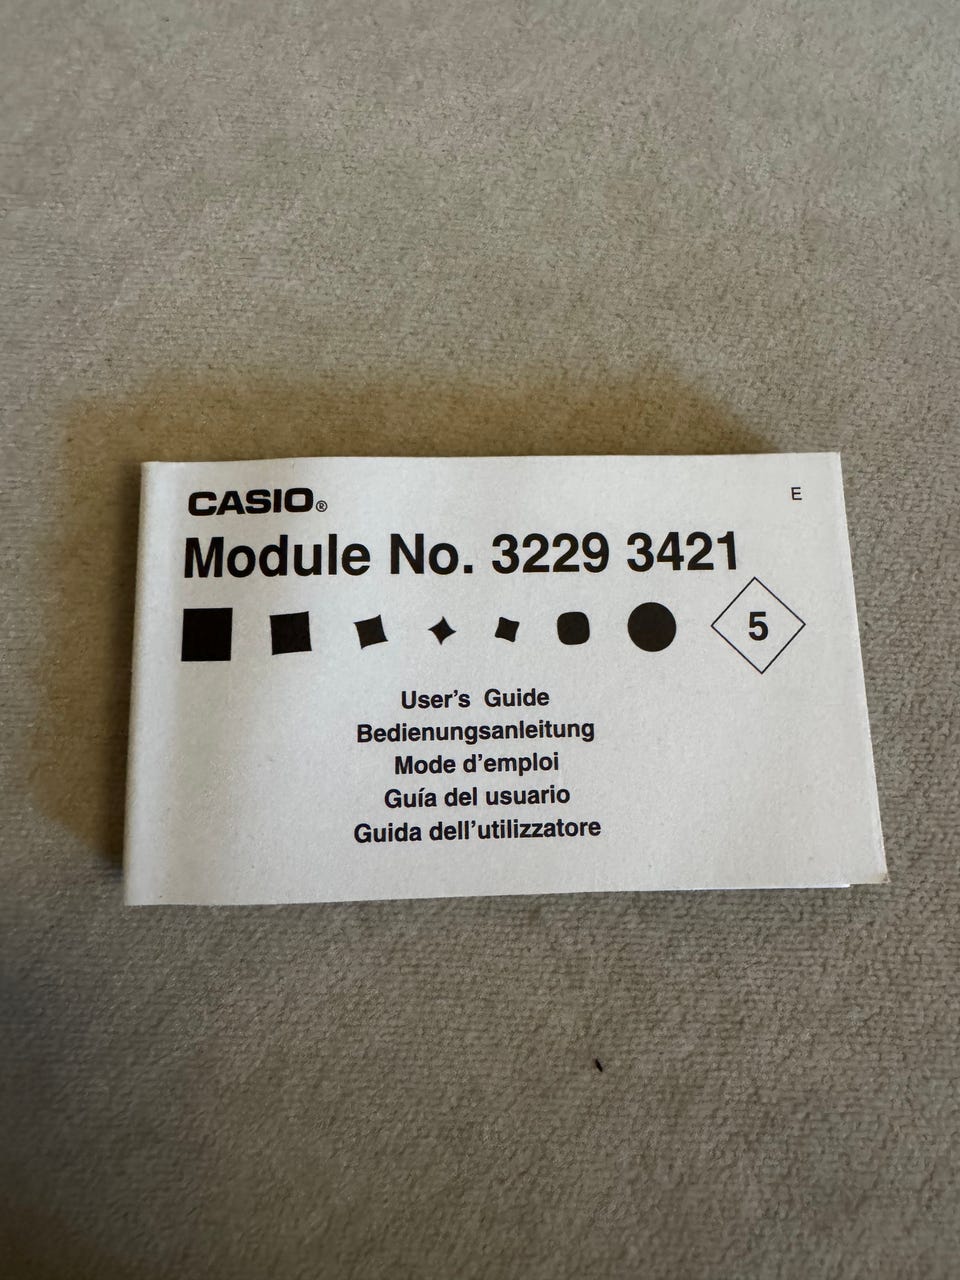 CASIO®
E
Module No. 3229 3421
5
User's Guide
Bedienungsanleitung
Mode d'emploi
Guía del usuario
Guida dell'utilizzatore